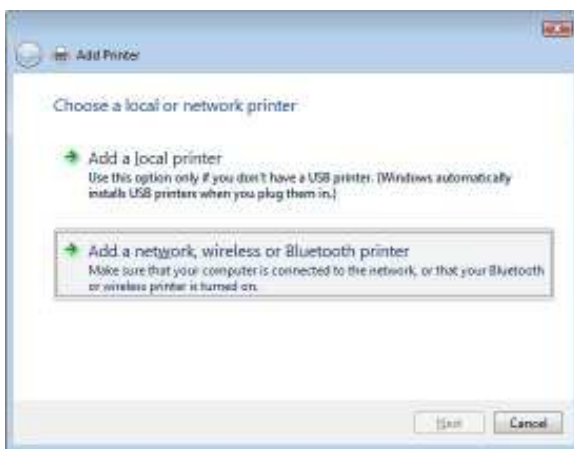 Add Printer
Choose a local or network printer
Add a local printer
Use this option only if you don't have a USB printer. (Windows automatically
installs USB printers when you plug them in.)
Add a network, wireless or Bluetooth printer
Make sure that your computer is connected to the network, or that your Bluetooth
or wireless printer is turned on.
Next Cancel